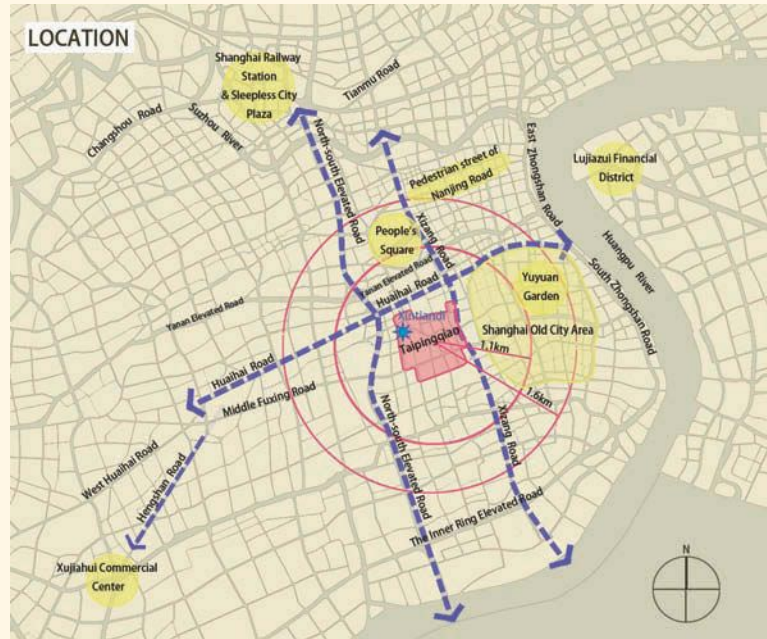 LOCATION
Shanghai Railway
Station
& Sleepless City
Plaza
Tianmu Road
Changshou Road
Suzhou River
North-south Elevated Road
Pedestrian street of
Nanjing Road
East Zhongshan Road
Lujiazui Financial
District
People's
Square
Xizang Road
Huangpu River
Yanan Elevated Road
Huaihai Road
Yuyuan
Garden
South Zhongshan Road
Yanan Elevated Road
Xintiandi
Taipingqian
Shanghai Old City Area
1.1km
Huaihai Road
1.6km
Middle Fuxing Road
West Huaihai Road
Hengshan Road
North-south Elevated Road
Xizang Road
The Inner Ring Elevated Road
Xujiahui Commercial
Center
N